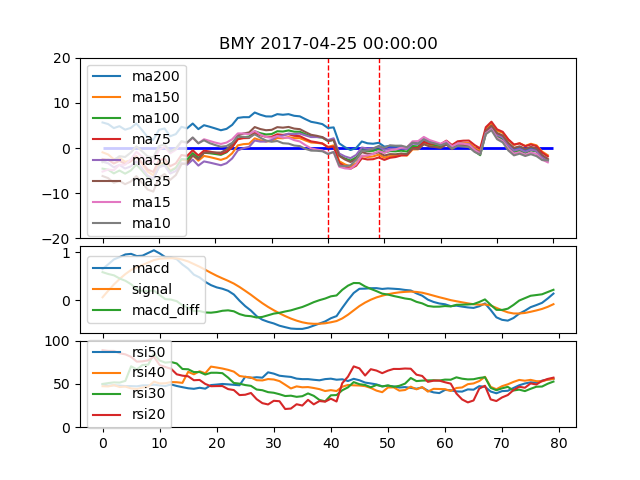 BMY 2017-04-25 00:00:00
20
10
0
−10
−20
ma200
ma150
ma100
ma75
ma50
ma35
ma15
ma10
1
0
macd
signal
macd_diff
100
50
0
rsi50
rsi40
rsi30
rsi20
0 10 20 30 40 50 60 70 80